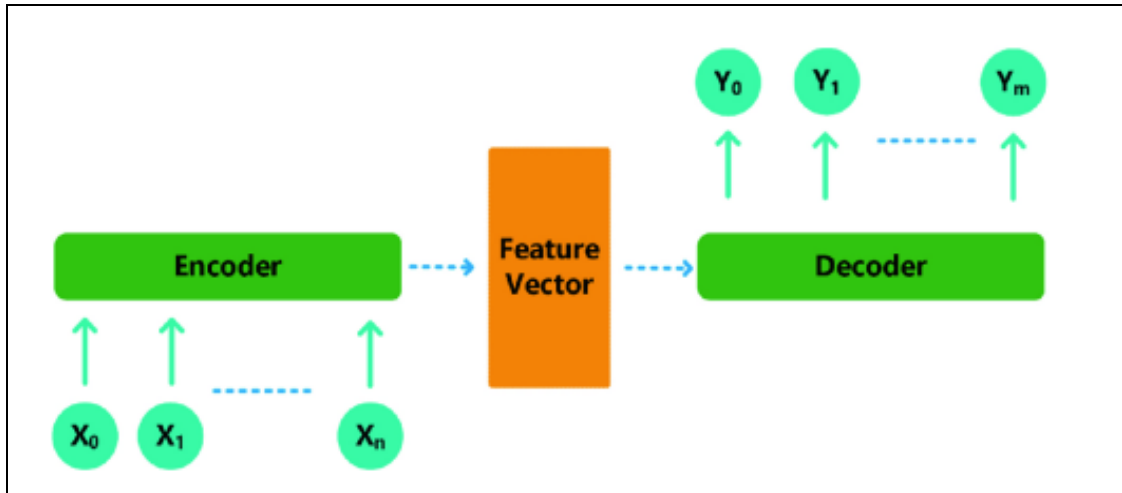 Y₀ Y₁ Yₘ
Encoder
Feature
Vector
Decoder
X₀ X₁ Xₙ